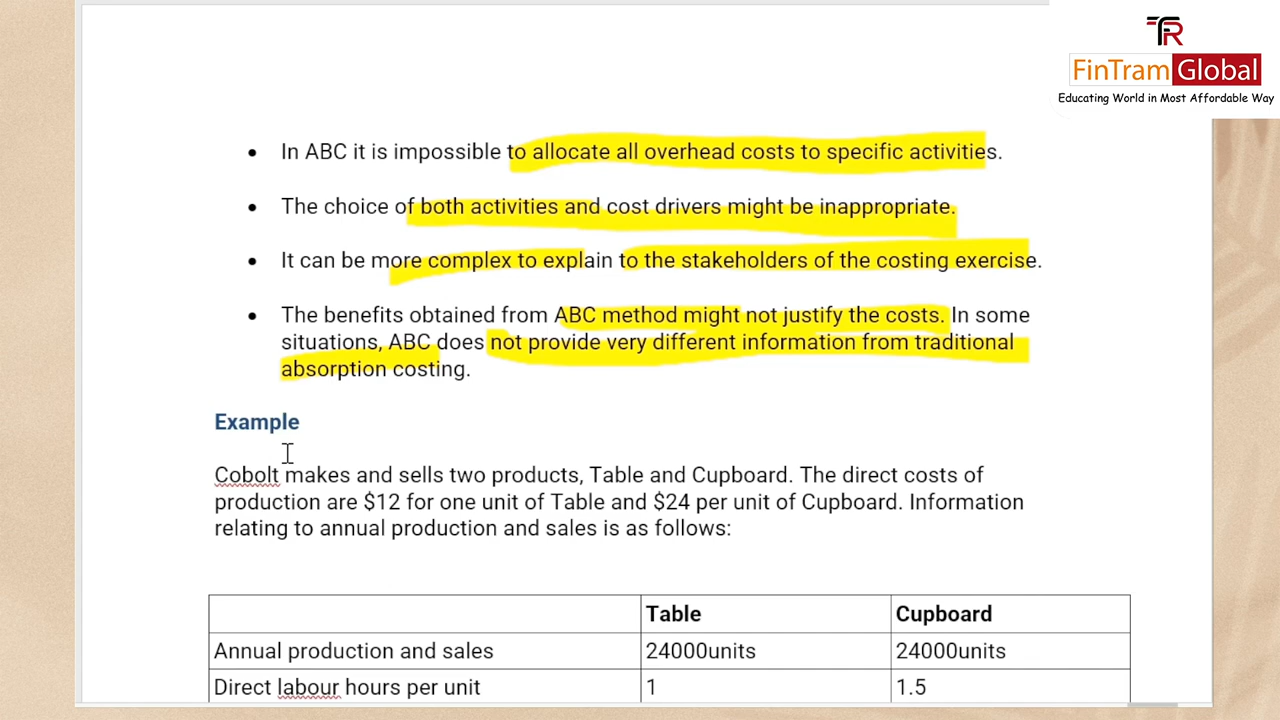 TR
FinTram Global
Educating World in Most Affordable Way
• In ABC it is impossible to allocate all overhead costs to specific activities.
• The choice of both activities and cost drivers might be inappropriate.
• It can be more complex to explain to the stakeholders of the costing exercise.
• The benefits obtained from ABC method might not justify the costs. In some
situations, ABC does not provide very different information from traditional
absorption costing.
Example
Cobolt makes and sells two products, Table and Cupboard. The direct costs of
production are $12 for one unit of Table and $24 per unit of Cupboard. Information
relating to annual production and sales is as follows:
Table Cupboard
Annual production and sales 24000units 24000units
Direct labour hours per unit 1 1.5